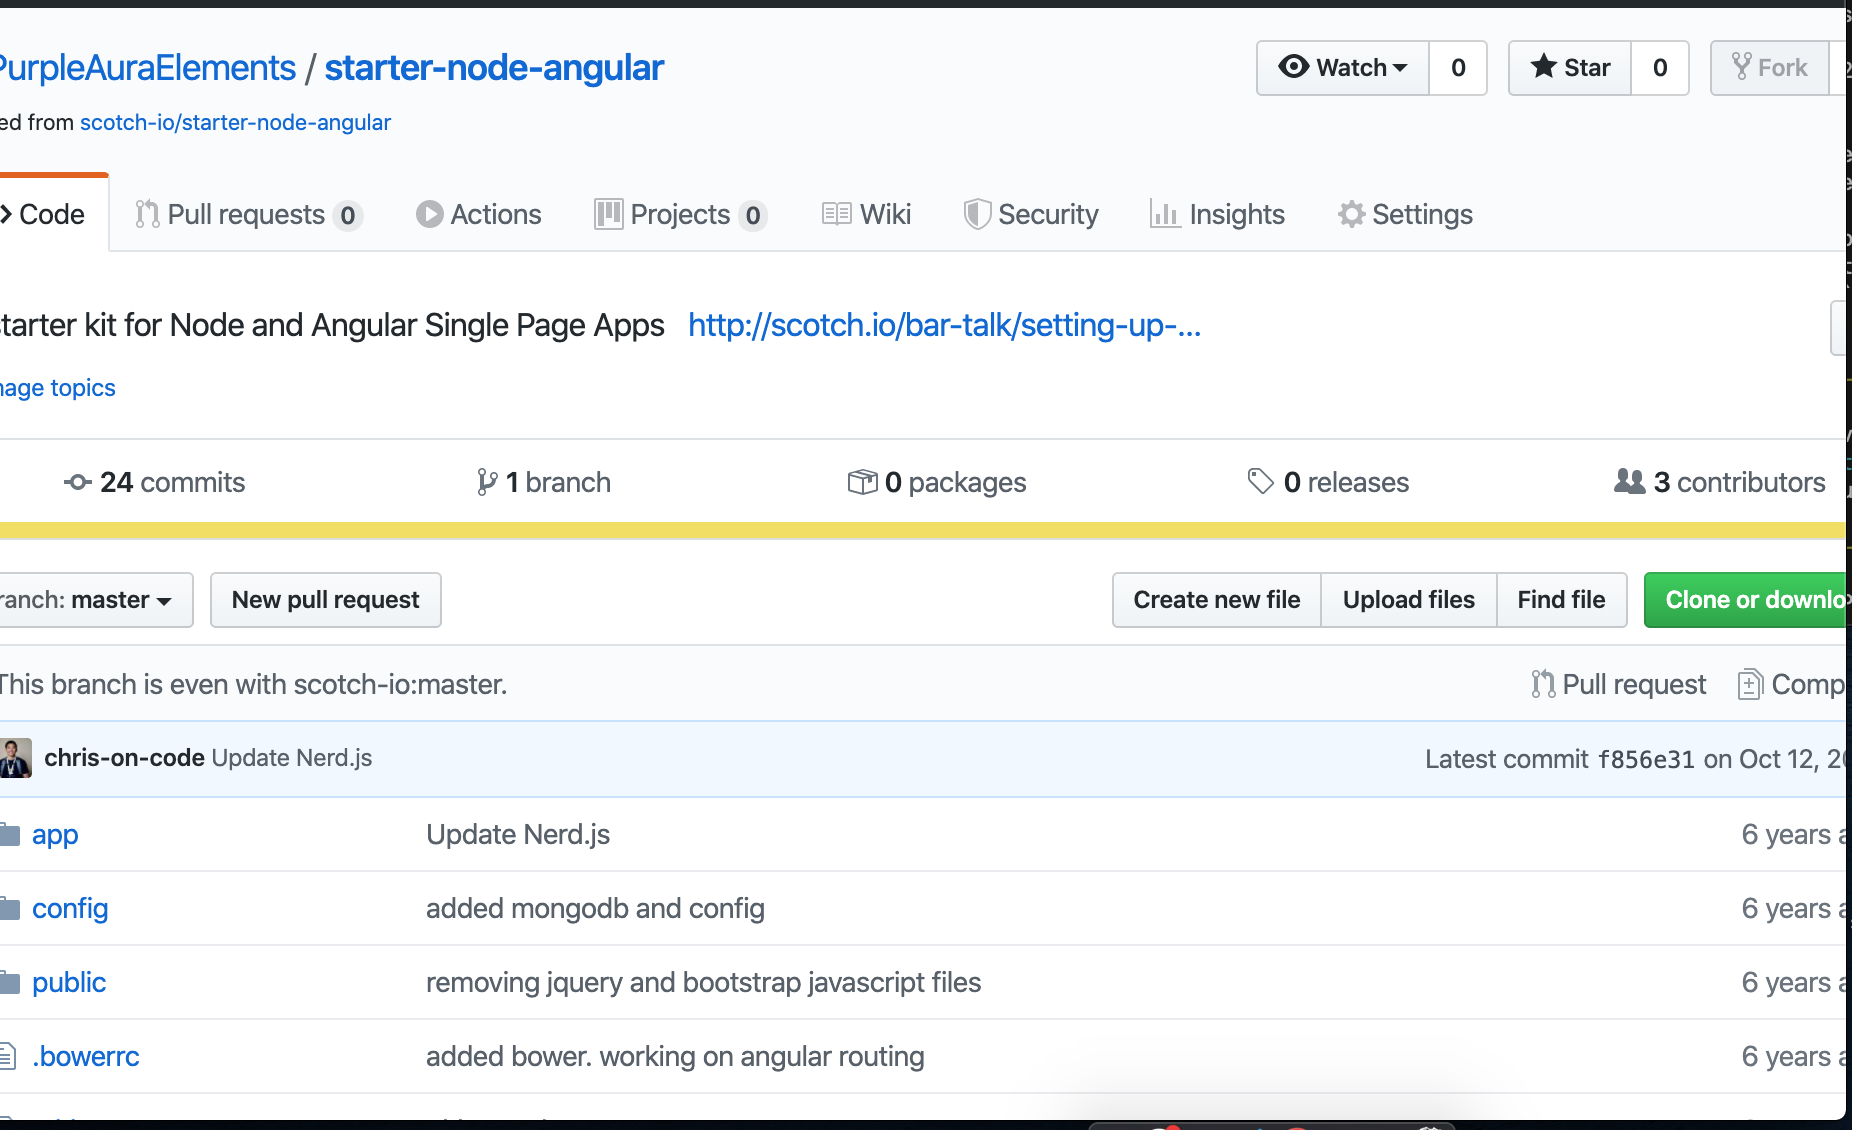 PurpleAuraElements / starter-node-angular
Watch 0
Star 0
Fork
ed from scotch-io/starter-node-angular
Code
Pull requests 0
Actions
Projects 0
Wiki
Security
Insights
Settings
starter kit for Node and Angular Single Page Apps http://scotch.io/bar-talk/setting-up-...
nage topics
24 commits
1 branch
0 packages
0 releases
3 contributors
ranch: master
New pull request
Create new file
Upload files
Find file
Clone or downlo
This branch is even with scotch-io:master.
Pull request
Comp
chris-on-code Update Nerd.js
Latest commit f856e31 on Oct 12, 20
app Update Nerd.js 6 years a
config added mongodb and config 6 years a
public removing jquery and bootstrap javascript files 6 years a
.bowerrc added bower. working on angular routing 6 years a